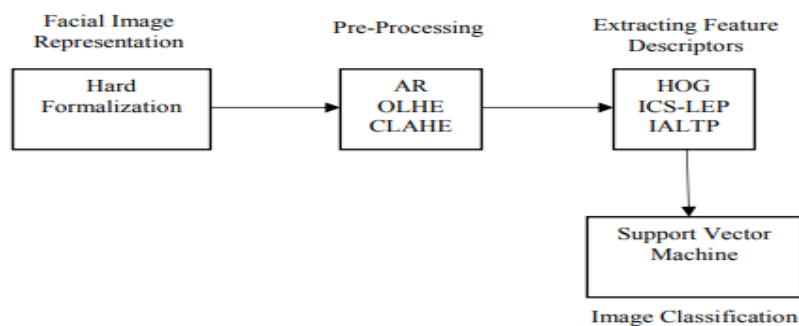 Facial Image
Representation
Hard
Formalization
Pre-Processing
AR
OLHE
CLAHE
Extracting Feature
Descriptors
HOG
ICS-LEP
IALTP
Support Vector
Machine
Image Classification